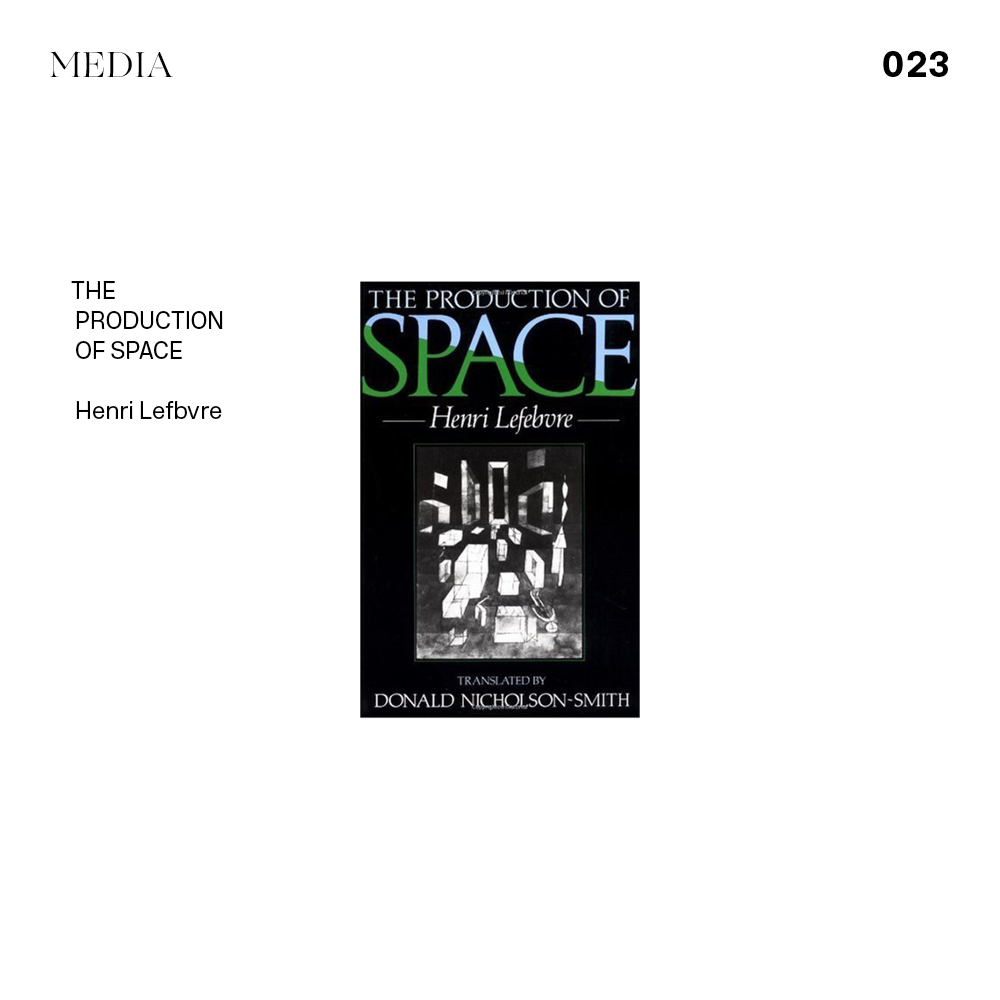 MEDIA
023
THE
PRODUCTION
OF SPACE
Henri Lefbvre
THE PRODUCTION OF
SPACE
Henri Lefebvre
TRANSLATED BY
DONALD NICHOLSON-SMITH